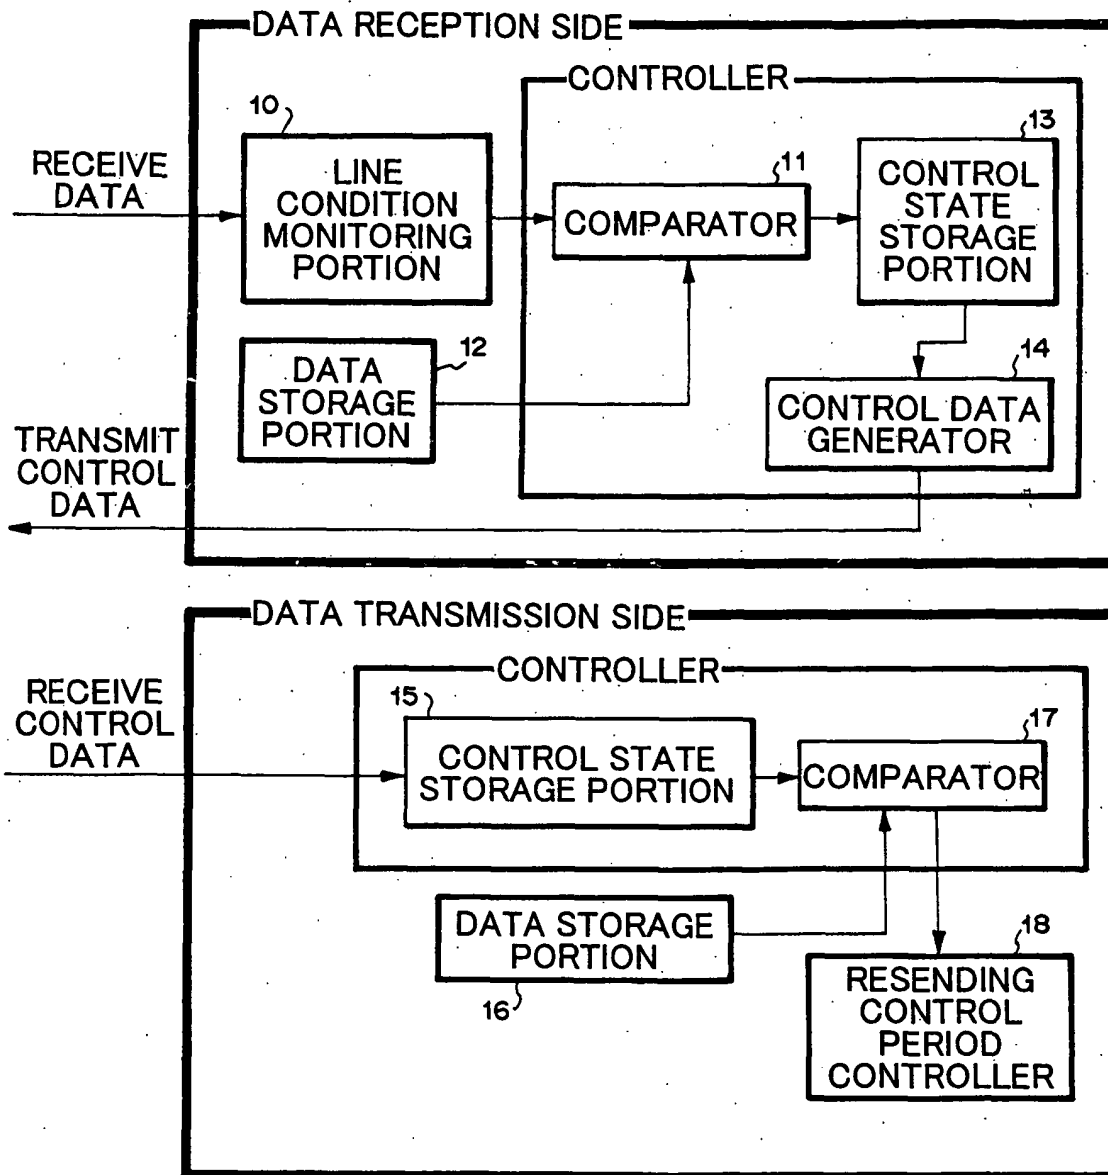 DATA RECEPTION SIDE
CONTROLLER
10
RECEIVE
DATA
LINE
CONDITION
MONITORING
PORTION
11
COMPARATOR
13
CONTROL
STATE
STORAGE
PORTION
12
DATA
STORAGE
PORTION
14
CONTROL DATA
GENERATOR
TRANSMIT
CONTROL
DATA
DATA TRANSMISSION SIDE
CONTROLLER
RECEIVE
CONTROL
DATA
15
CONTROL STATE
STORAGE PORTION
17
COMPARATOR
DATA STORAGE
PORTION
16
18
RESENDING
CONTROL
PERIOD
CONTROLLER